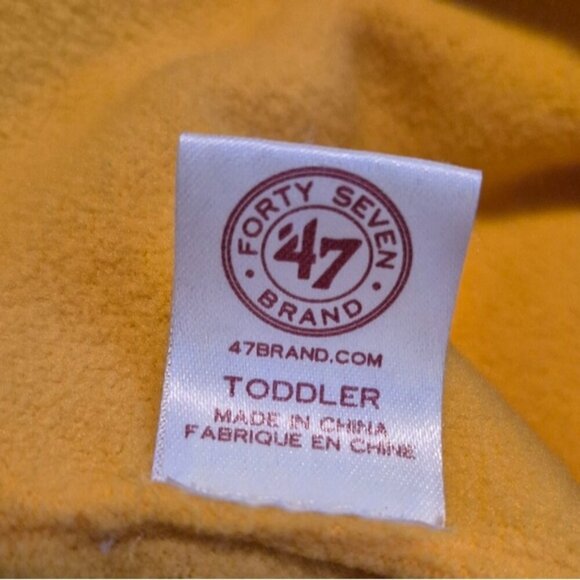 FORTY SEVEN
'47
BRAND
47BRAND.COM
TODDLER
MADE IN CHINA
FABRIQUE EN CHINE